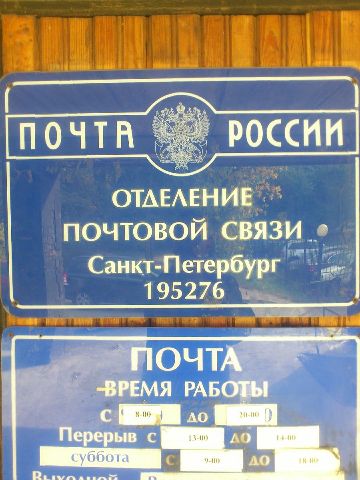 ПОЧТА РОССИИ
ОТДЕЛЕНИЕ
ПОЧТОВОЙ СВЯЗИ
Санкт-Петербург
195276
ПОЧТА
ВРЕМЯ РАБОТЫ
с 8-00 до 20-00
Перерыв с 13-00 до 14-00
суббота с 9-00 до 18-00
Выходной